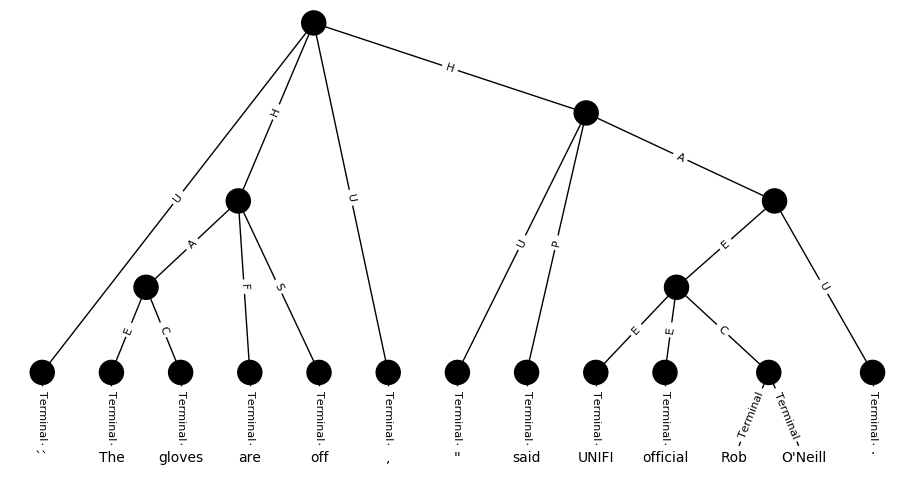 H
H
A
U
U
A
U
P
E
F
S
U
E
C
E
E
C
Terminal Terminal Terminal Terminal Terminal Terminal Terminal Terminal Terminal Terminal Terminal Terminal Terminal
The gloves are off , " said UNIFI official Rob O'Neill .